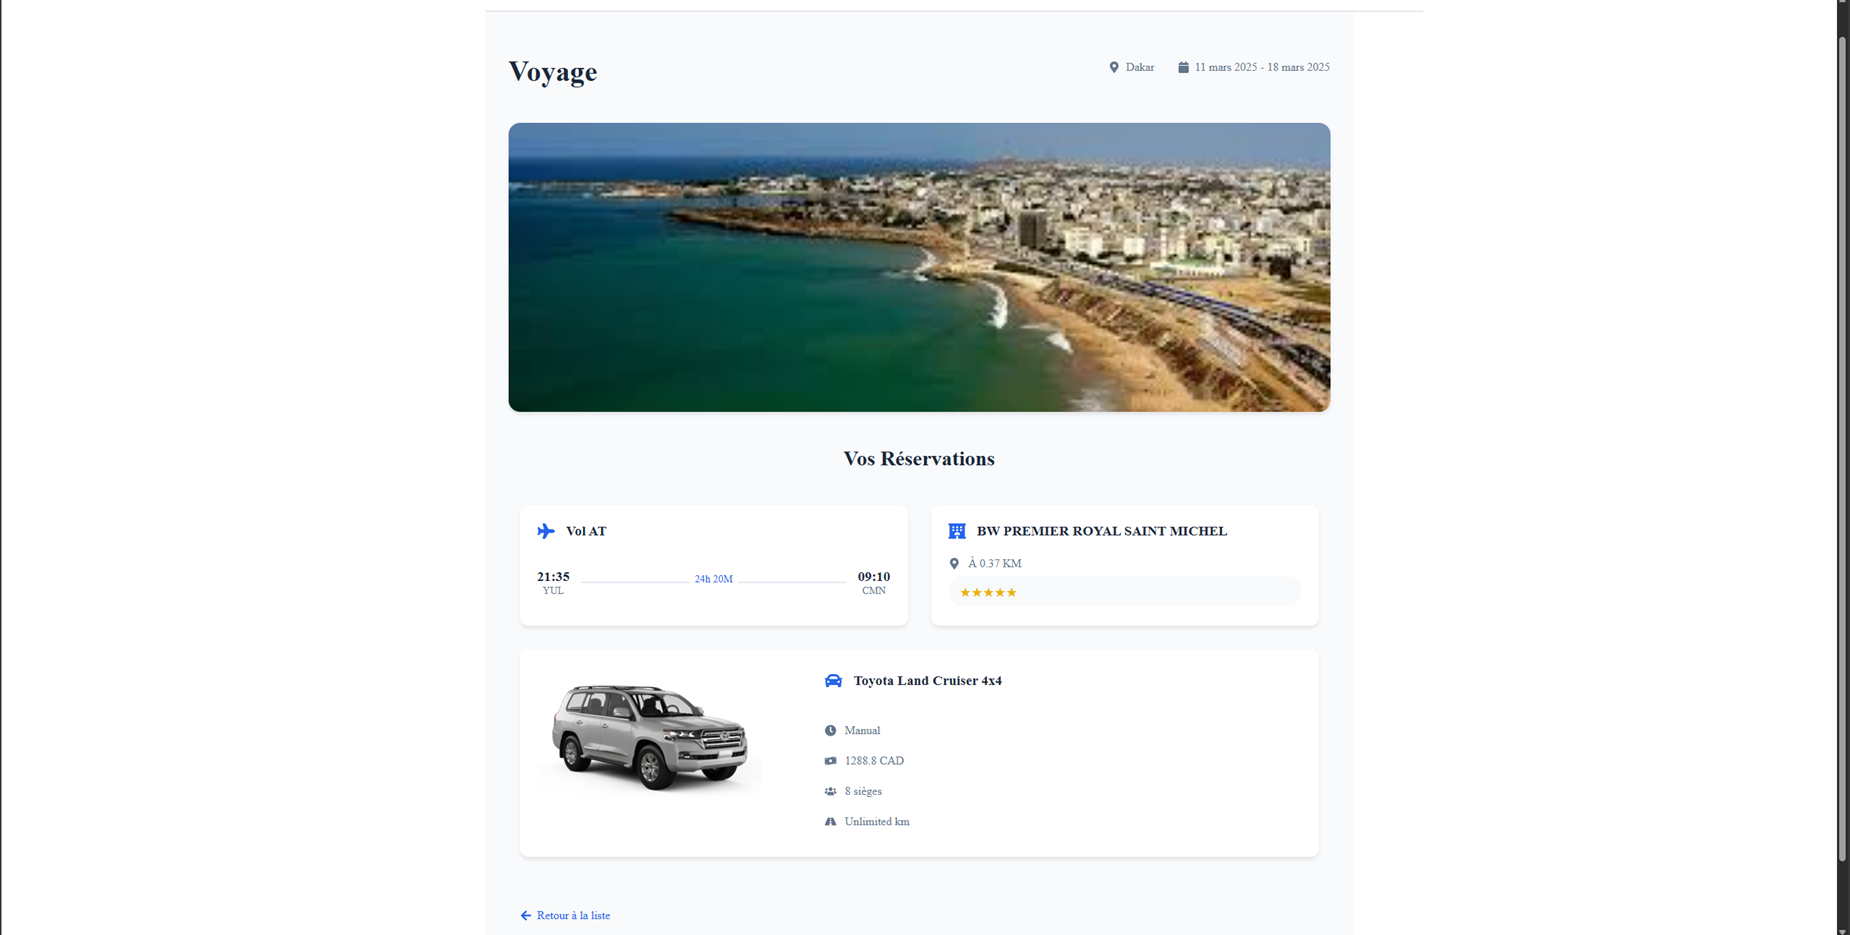 Voyage
Dakar
11 mars 2025 - 18 mars 2025
Vos Réservations
Vol AT
21:35
YUL
24h 20M
09:10
CMN
BW PREMIER ROYAL SAINT MICHEL
À 0.37 KM
★★★★★
Toyota Land Cruiser 4x4
Manual
1288.8 CAD
8 sièges
Unlimited km
Retour à la liste